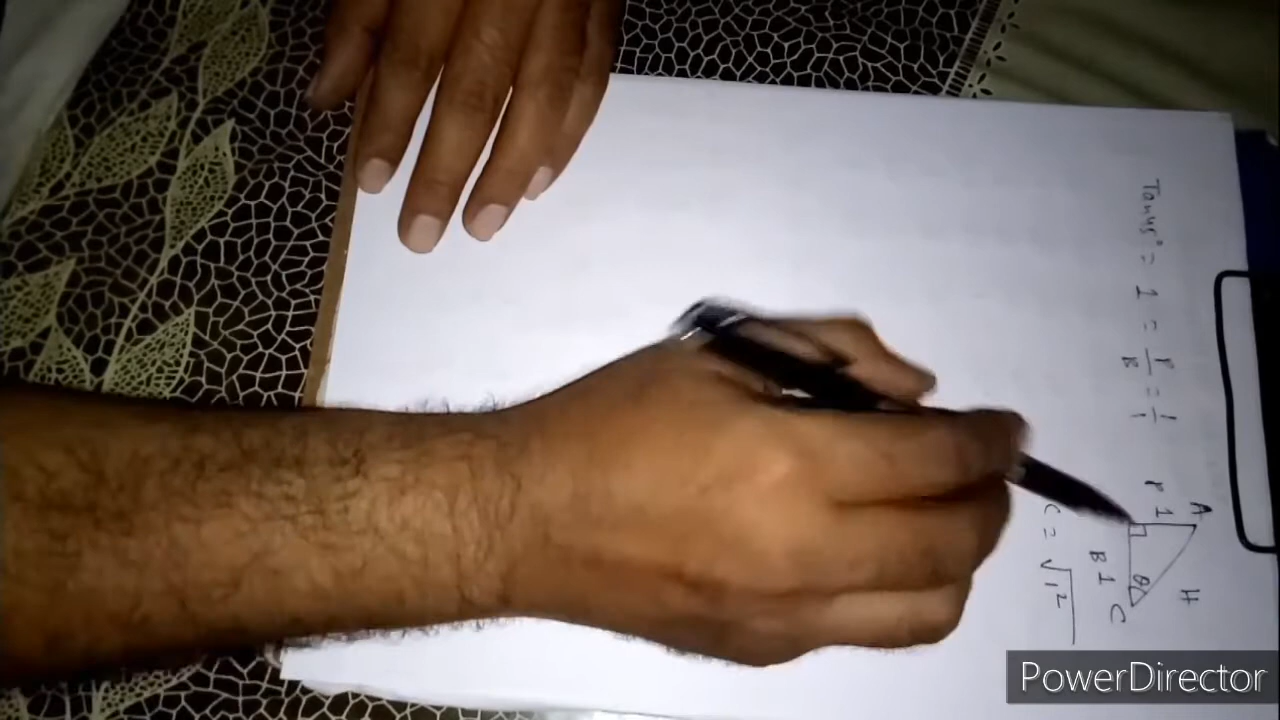 Tan45° = 1 = P/B = 1/1
A
P 1
H
θ
B 1 C
C = √1²
PowerDirector